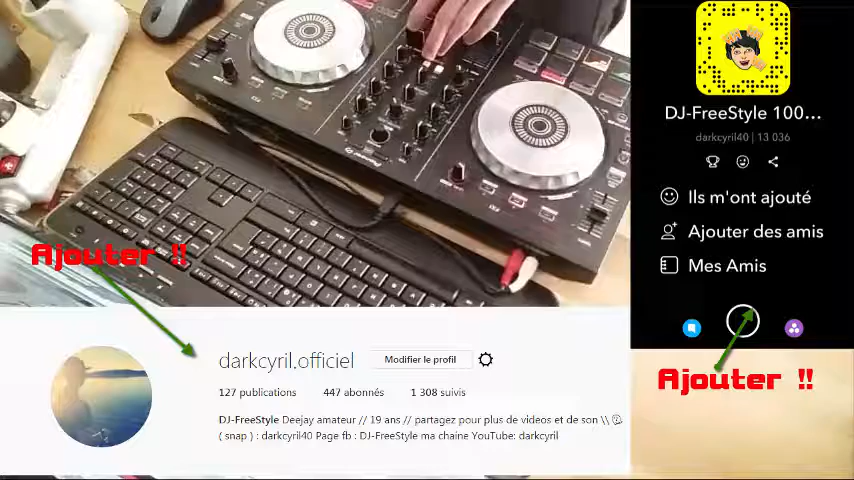 DJ-FreeStyle 100...
darkcyril40 | 13 036
Ils m'ont ajouté
Ajouter des amis
Mes Amis
Ajouter !!
darkcyril.officiel
Modifier le profil
127 publications 447 abonnés 1 308 suivis
DJ-FreeStyle Deejay amateur // 19 ans // partagez pour plus de videos et de son \\
( snap ) : darkcyril40 Page fb : DJ-FreeStyle ma chaine YouTube: darkcyril
Ajouter !!